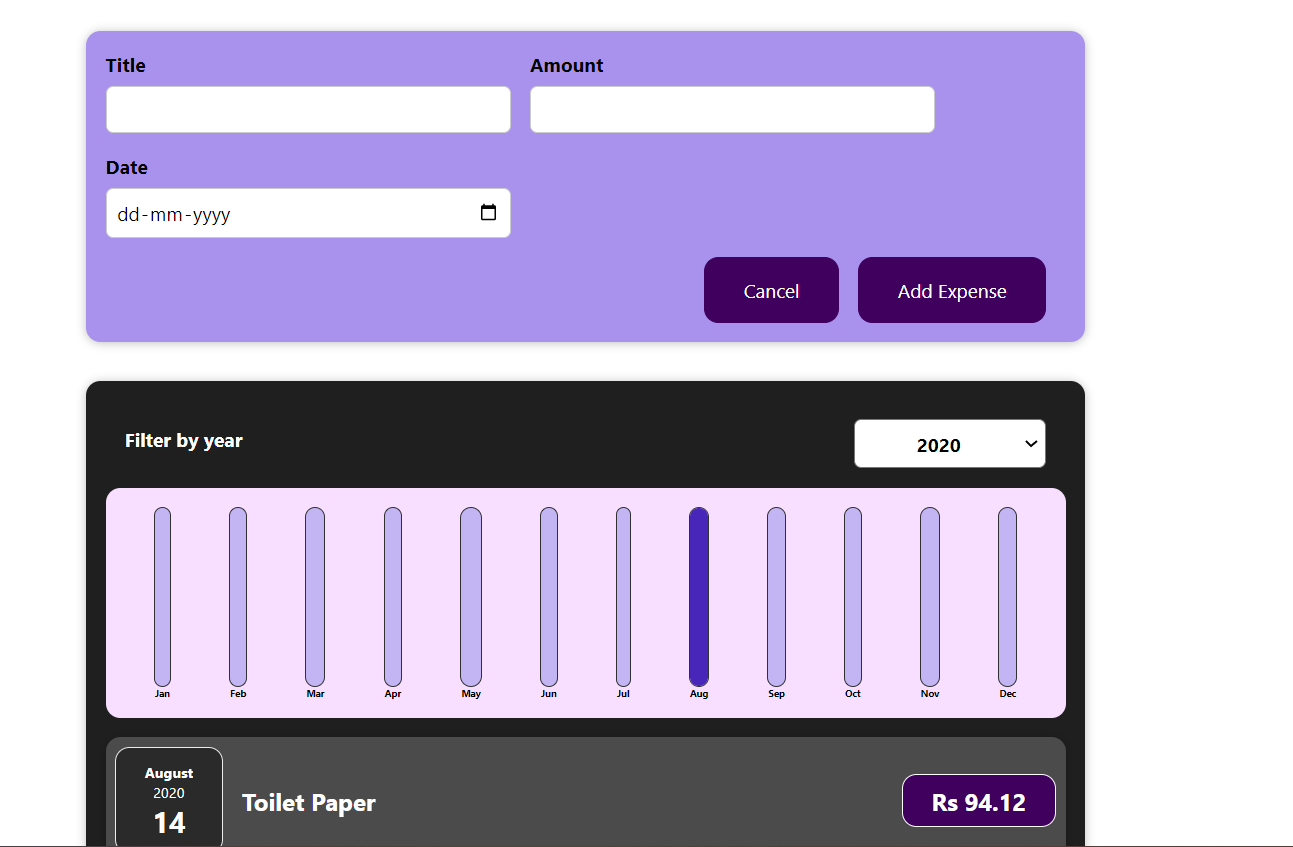 Title Amount
Date
dd-mm-yyyy
Cancel Add Expense
Filter by year 2020
Jan Feb Mar Apr May Jun Jul Aug Sep Oct Nov Dec
August
2020
14
Toilet Paper
Rs 94.12